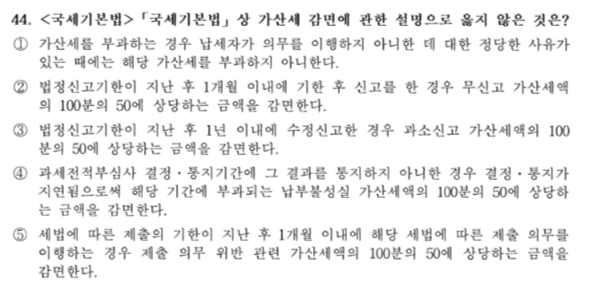 44. <국세기본법>「국세기본법」상 가산세 감면에 관한 설명으로 옳지 않은 것은?
① 가산세를 부과하는 경우 납세자가 의무를 이행하지 아니한 데 대한 정당한 사유가
있는 때에는 해당 가산세를 부과하지 아니한다.
② 법정신고기한이 지난 후 1개월 이내에 기한 후 신고를 한 경우 무신고 가산세액
의 100분의 50에 상당하는 금액을 감면한다.
③ 법정신고기한이 지난 후 1년 이내에 수정신고한 경우 과소신고 가산세액의 100
분의 50에 상당하는 금액을 감면한다.
④ 과세전적부심사 결정·통지기간에 그 결과를 통지하지 아니한 경우 결정·통지가
지연됨으로써 해당 기간에 부과되는 납부불성실 가산세액의 100분의 50에 상당하
는 금액을 감면한다.
⑤ 세법에 따른 제출의 기한이 지난 후 1개월 이내에 해당 세법에 따른 제출 의무를
이행하는 경우 제출 의무 위반 관련 가산세액의 100분의 50에 상당하는 금액을
감면한다.